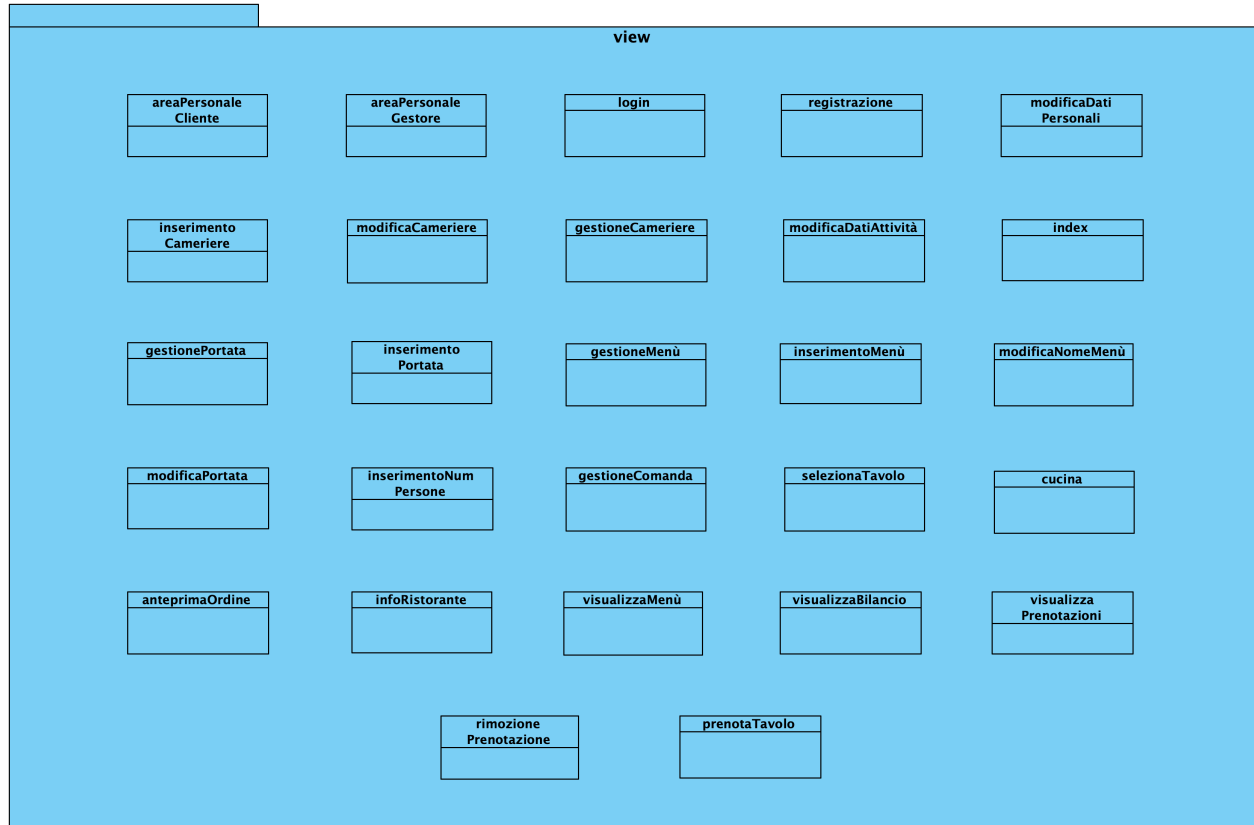 view
areaPersonale
Cliente
areaPersonale
Gestore
login
registrazione
modificaDati
Personali
inserimento
Cameriere
modificaCameriere
gestioneCameriere
modificaDatiAttività
index
gestionePortata
inserimento
Portata
gestioneMenù
inserimentoMenù
modificaNomeMenù
modificaPortata
inserimentoNum
Persone
gestioneComanda
selezionaTavolo
cucina
anteprimaOrdine
infoRistorante
visualizzaMenù
visualizzaBilancio
visualizza
Prenotazioni
rimozione
Prenotazione
prenotaTavolo